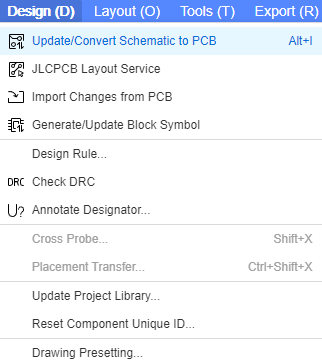 Design (D) Layout (O) Tools (T) Export (R)
Update/Convert Schematic to PCB Alt+I
JLCPCB Layout Service
Import Changes from PCB
Generate/Update Block Symbol
Design Rule...
DRC Check DRC
U? Annotate Designator...
Cross Probe... Shift+X
Placement Transfer... Ctrl+Shift+X
Update Project Library...
Reset Component Unique ID...
Drawing Presetting...